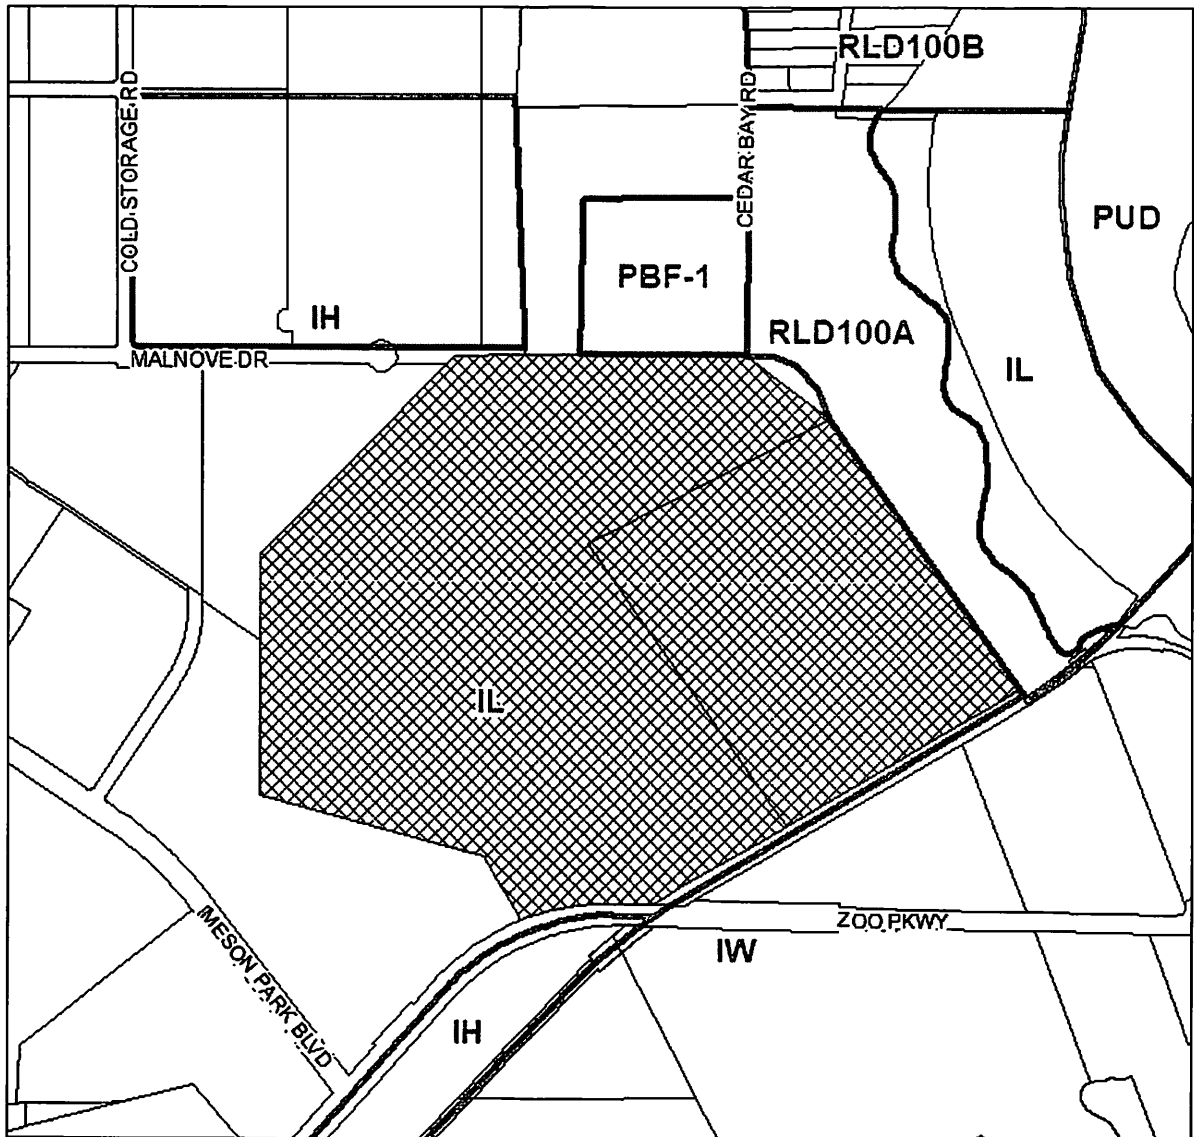 RLD100B
COLD STORAGE RD
CEDAR BAY RD
PUD
PBF-1
IH
RLD100A
MALNOVE DR
IL
IL
IMESON PARK BLVD
ZOO PKWY
IW
IH